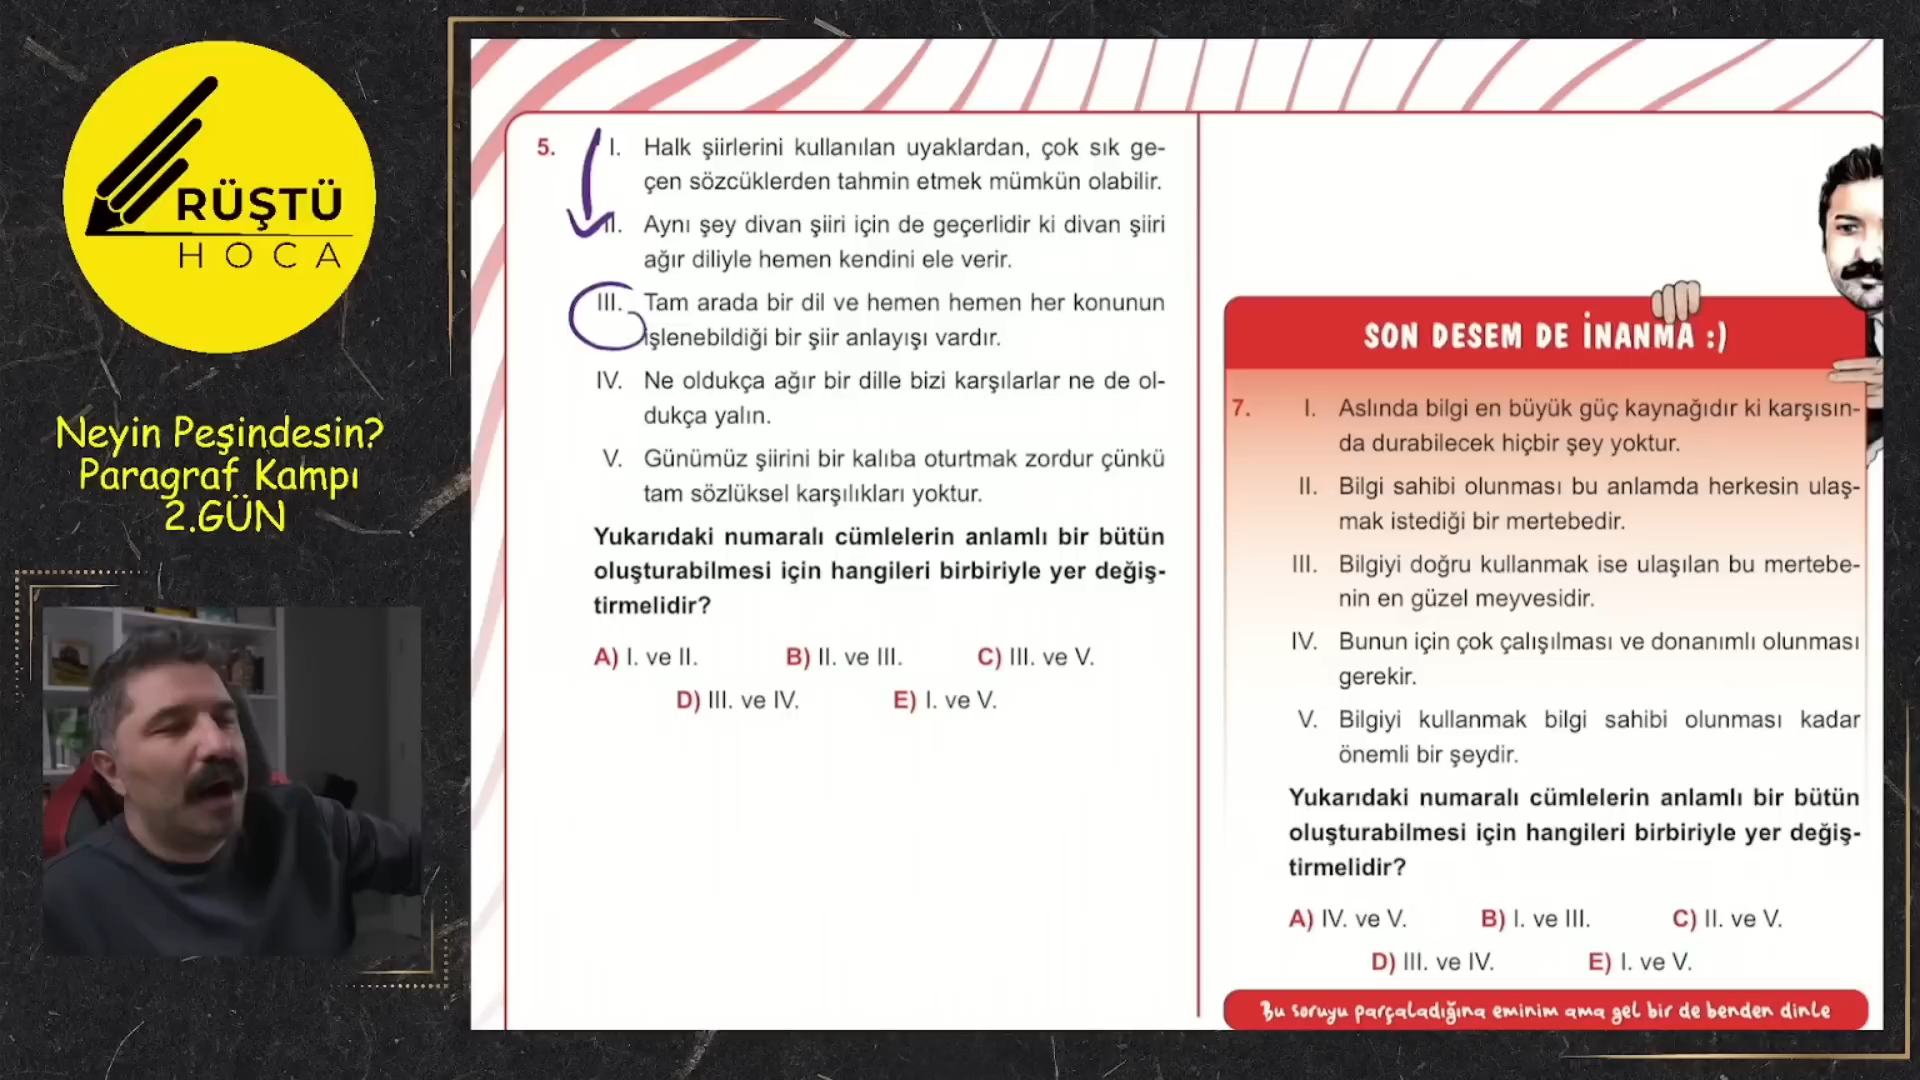 RÜŞTÜ
HOCA
Neyin Peşindesin?
Paragraf Kampı
2.GÜN
5. I. Halk şiirlerini kullanılan uyaklardan, çok sık ge-
çen sözcüklerden tahmin etmek mümkün olabilir.
II. Aynı şey divan şiiri için de geçerlidir ki divan şiiri
ağır diliyle hemen kendini ele verir.
III. Tam arada bir dil ve hemen hemen her konunun
işlenebildiği bir şiir anlayışı vardır.
IV. Ne oldukça ağır bir dille bizi karşılarlar ne de ol-
dukça yalın.
V. Günümüz şiirini bir kalıba oturtmak zordur çünkü
tam sözlüksel karşılıkları yoktur.
Yukarıdaki numaralı cümlelerin anlamlı bir bütün
oluşturabilmesi için hangileri birbiriyle yer değiş-
tirmelidir?
A) I. ve II. B) II. ve III. C) III. ve V.
D) III. ve IV. E) I. ve V.
SON DESEM DE İNANMA :)
7. I. Aslında bilgi en büyük güç kaynağıdır ki karşısın-
da durabilecek hiçbir şey yoktur.
II. Bilgi sahibi olunması bu anlamda herkesin ulaş-
mak istediği bir mertebedir.
III. Bilgiyi doğru kullanmak ise ulaşılan bu mertebe-
nin en güzel meyvesidir.
IV. Bunun için çok çalışılması ve donanımlı olunması
gerekir.
V. Bilgiyi kullanmak bilgi sahibi olunması kadar
önemli bir şeydir.
Yukarıdaki numaralı cümlelerin anlamlı bir bütün
oluşturabilmesi için hangileri birbiriyle yer değiş-
tirmelidir?
A) IV. ve V. B) I. ve III. C) II. ve V.
D) III. ve IV. E) I. ve V.
Bu soruyu parçaladığına eminim ama gel bir de benden dinle